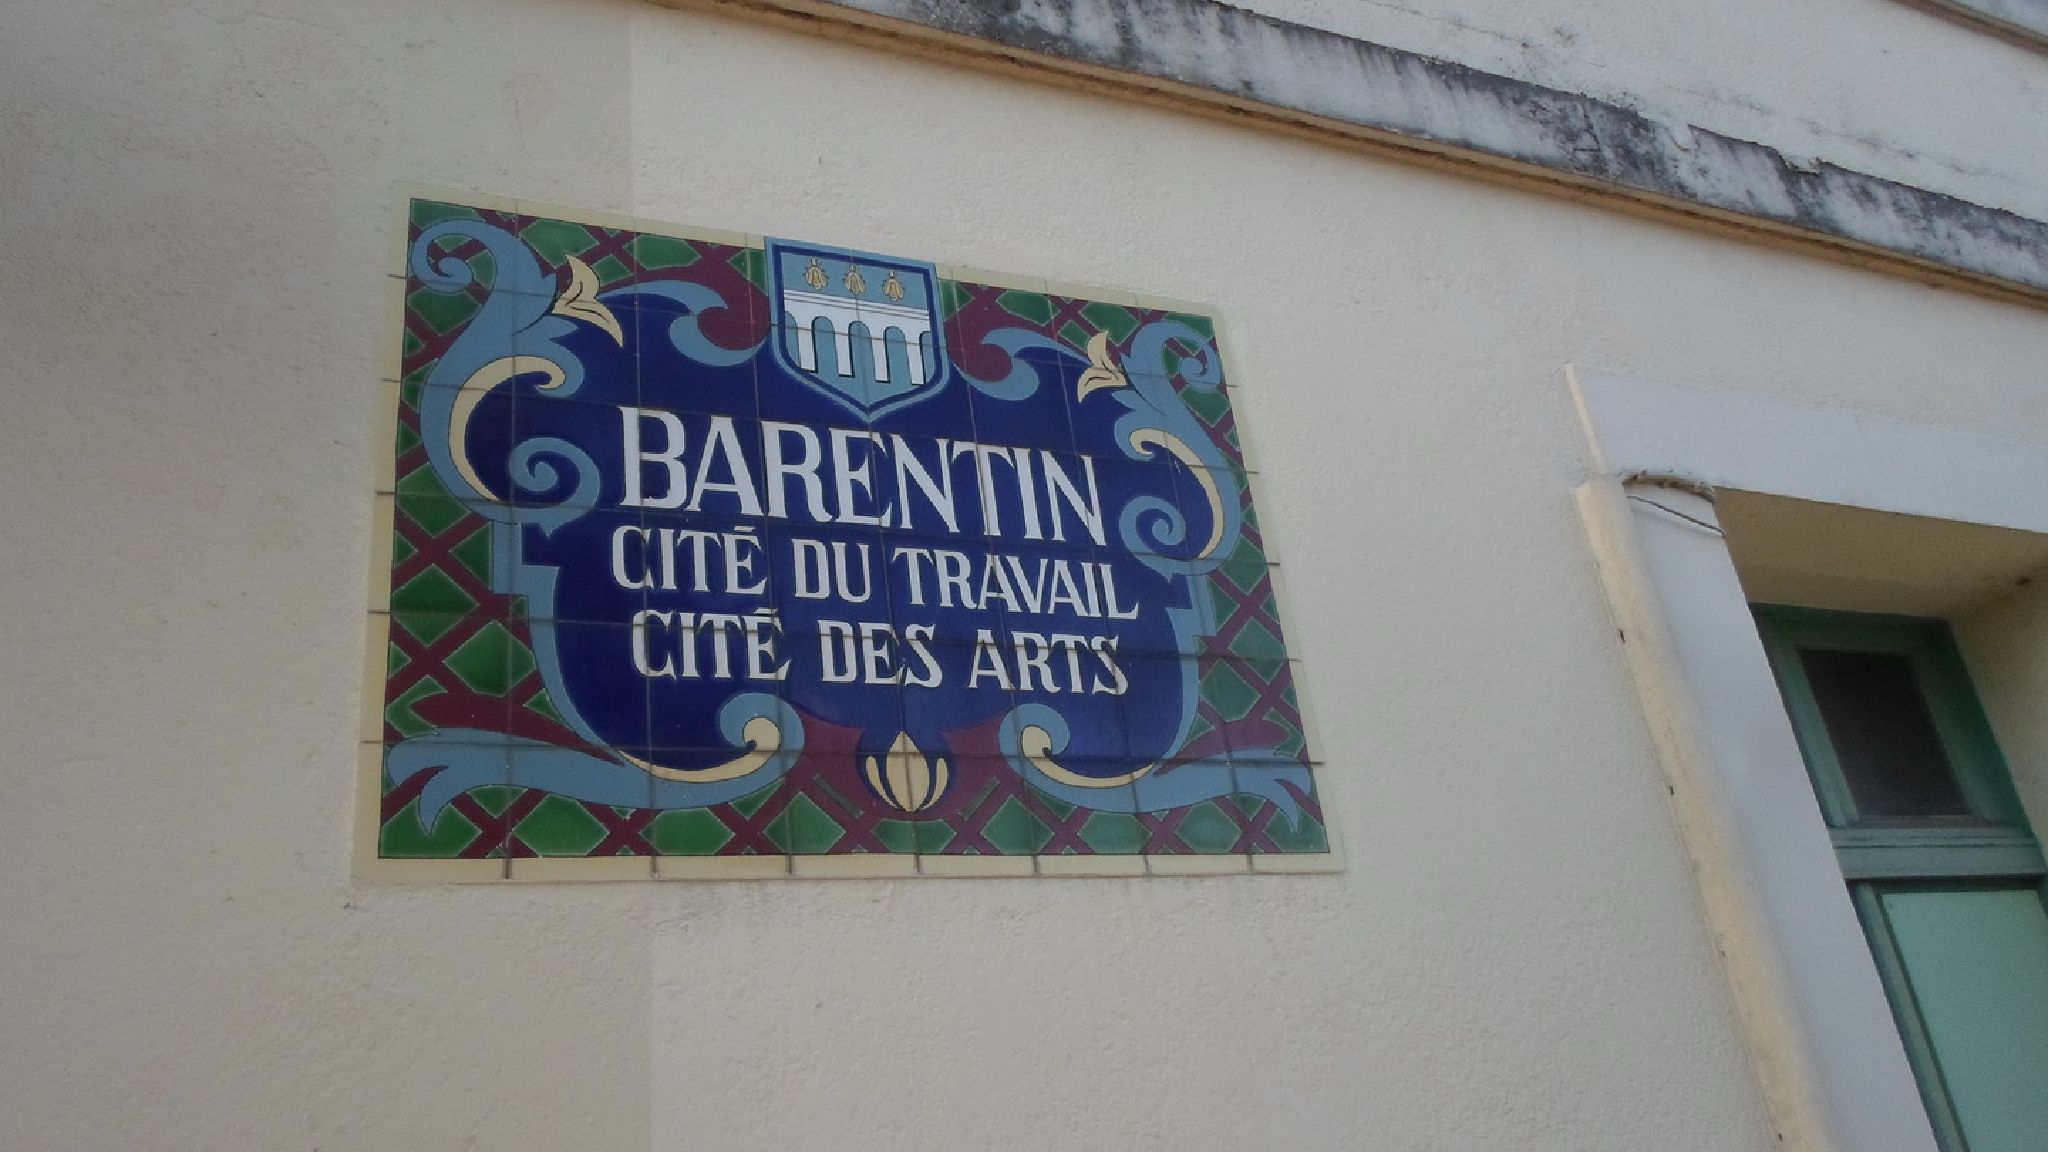 BARENTIN
CITÉ DU TRAVAIL
CITÉ DES ARTS